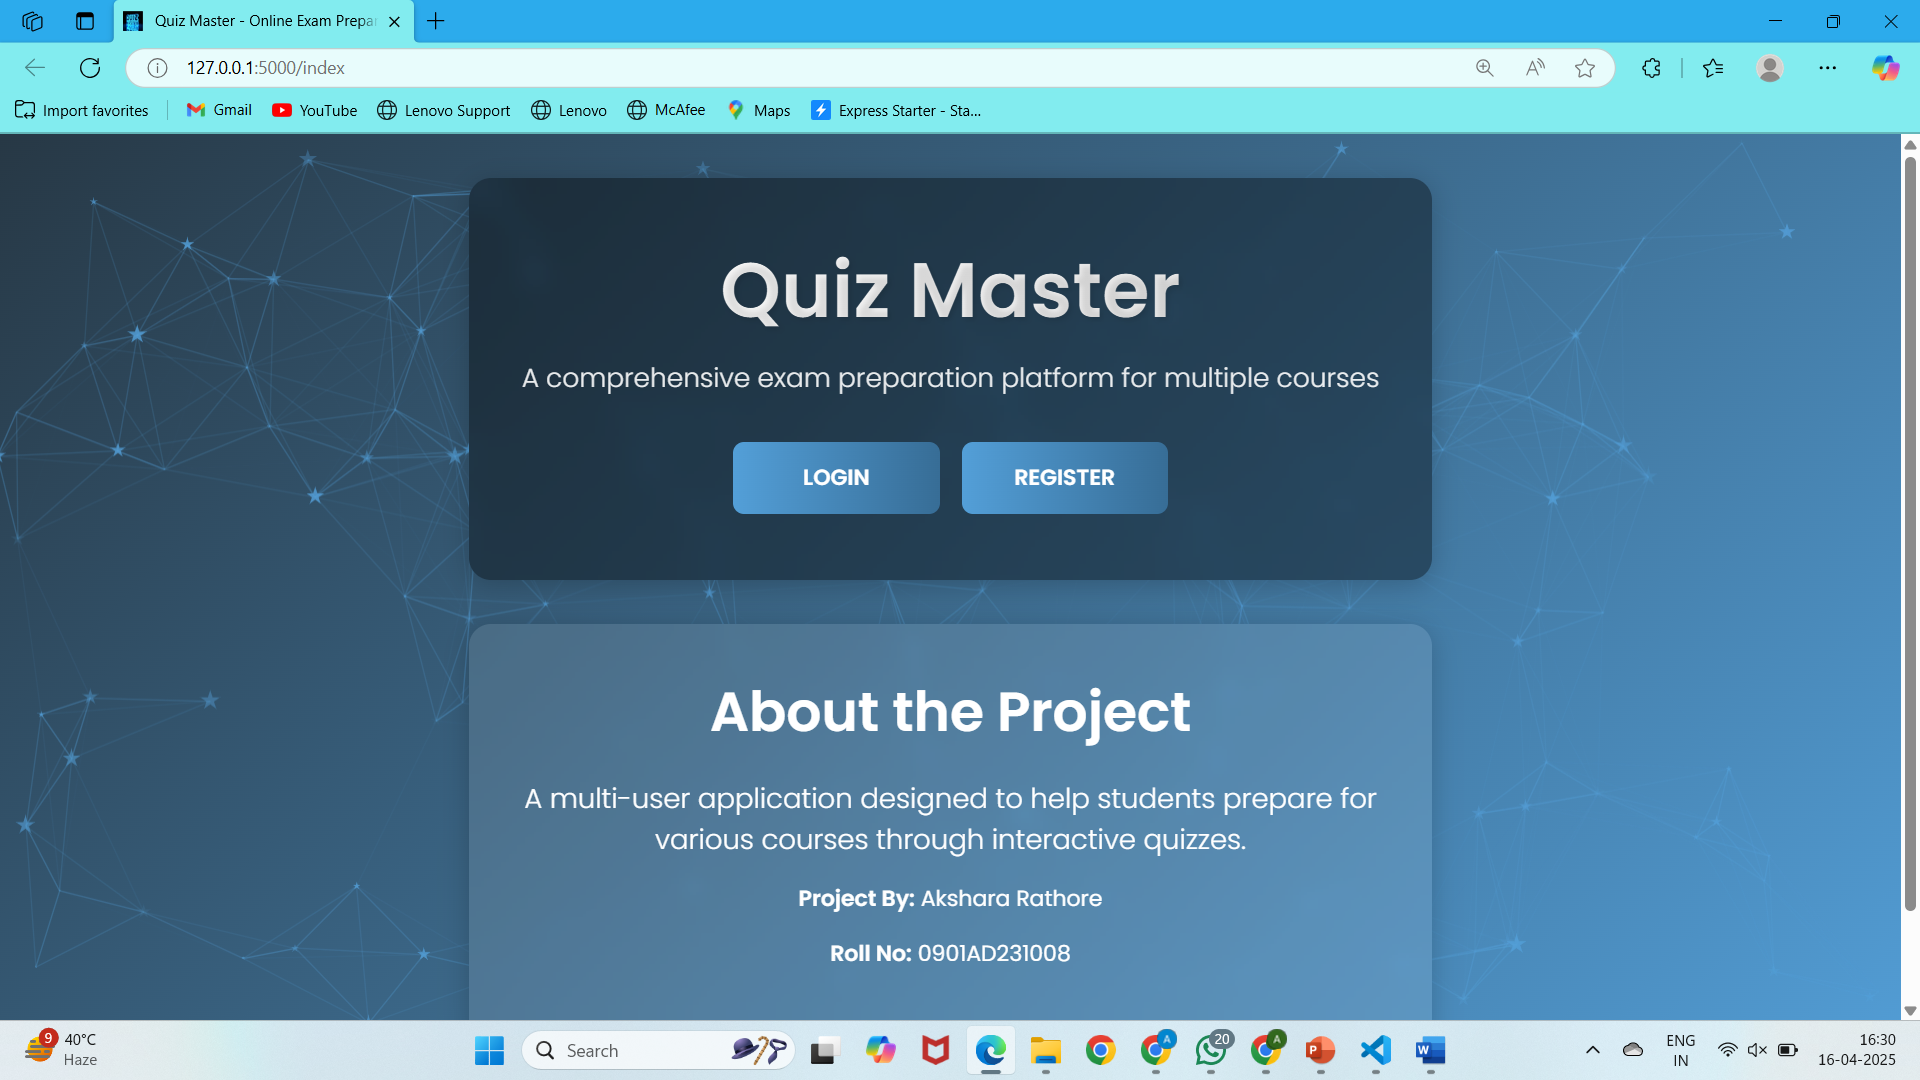 Quiz Master - Online Exam Prepar
127.0.0.1:5000/index
Import favorites
Gmail
YouTube
Lenovo Support
Lenovo
McAfee
Maps
Express Starter - Sta...
Quiz Master
A comprehensive exam preparation platform for multiple courses
LOGIN
REGISTER
About the Project
A multi-user application designed to help students prepare for
various courses through interactive quizzes.
Project By: Akshara Rathore
Roll No: 0901AD231008
9
40°C
Haze
Search
A
20
A
P
W
ENG
IN
16:30
16-04-2025